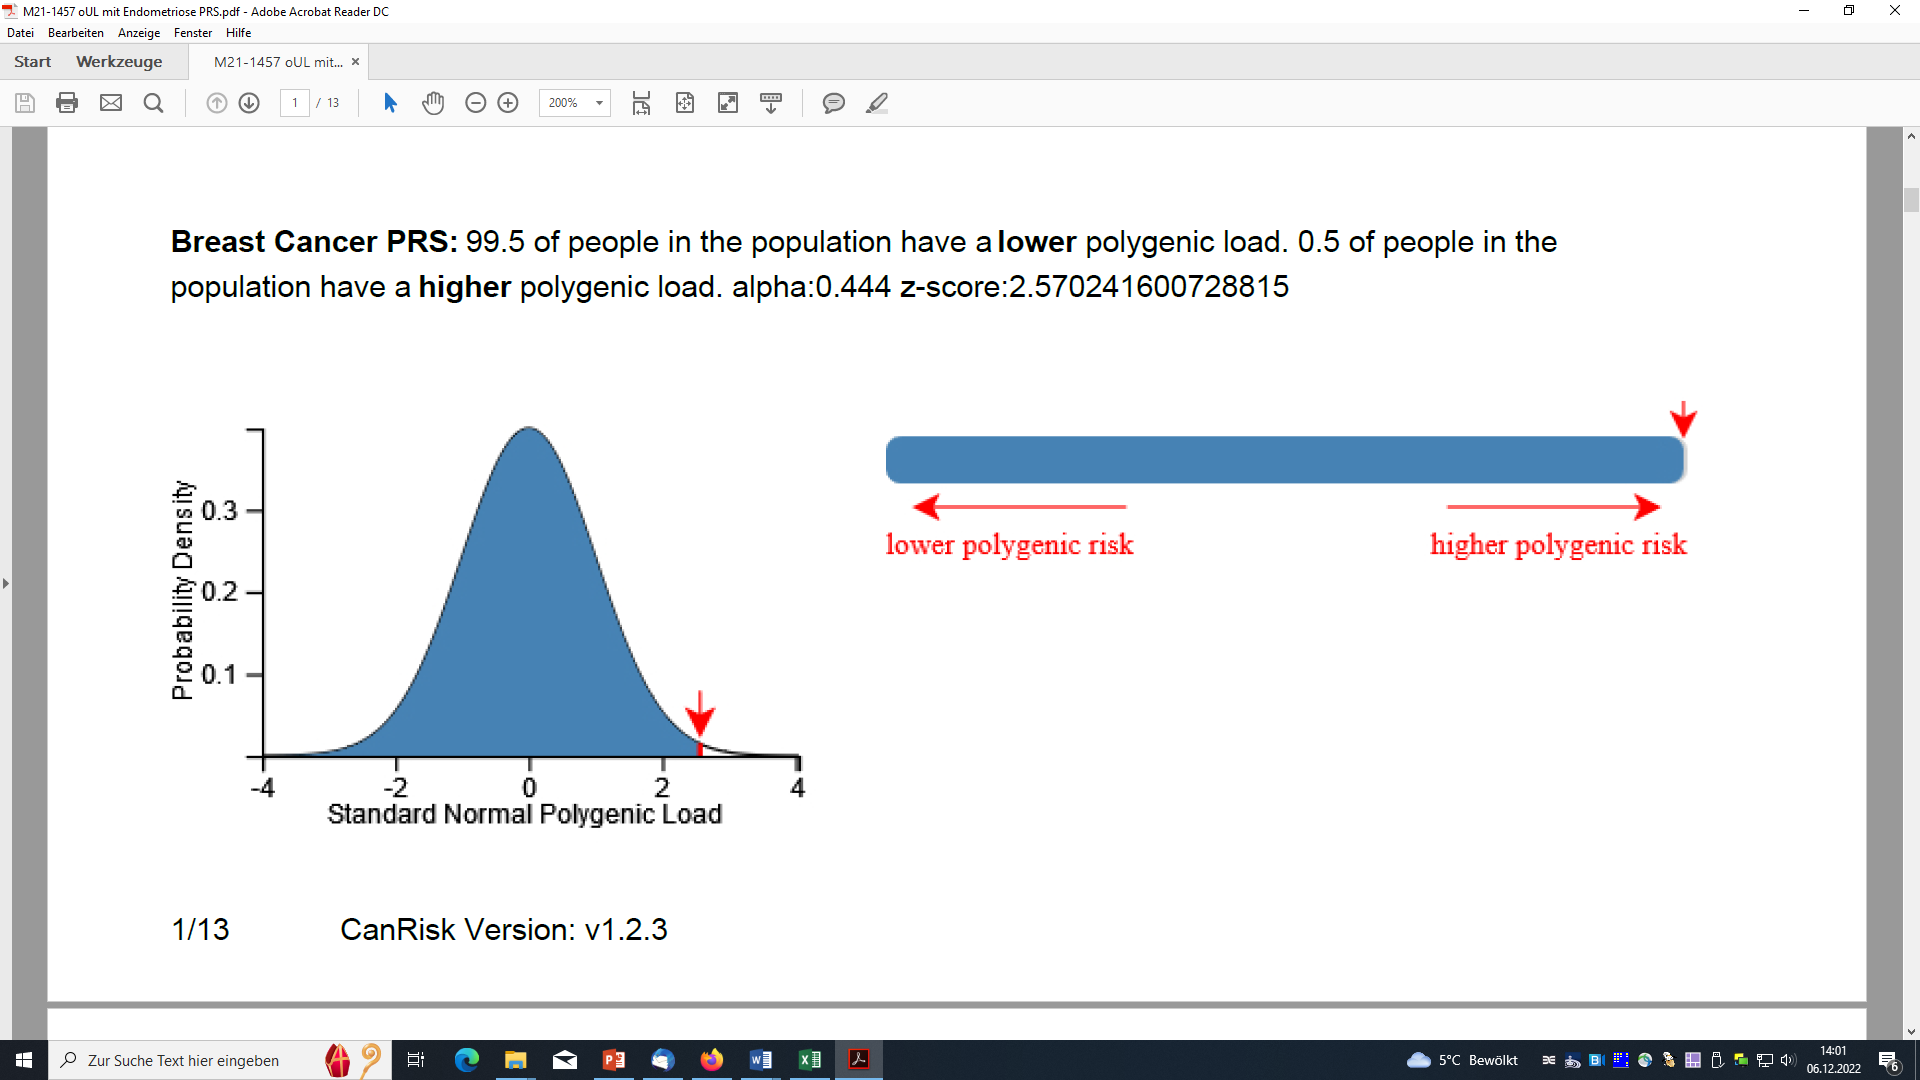 M21-1457 oUL mit Endometriose PRS.pdf - Adobe Acrobat Reader DC
Datei Bearbeiten Anzeige Fenster Hilfe
Start Werkzeuge M21-1457 oUL mit...
1 / 13 200%
Breast Cancer PRS: 99.5 of people in the population have a lower polygenic load. 0.5 of people in the
population have a higher polygenic load. alpha:0.444 z-score:2.570241600728815
Probability Density
0.3
0.2
0.1
-4 -2 0 2 4
Standard Normal Polygenic Load
lower polygenic risk higher polygenic risk
1/13 CanRisk Version: v1.2.3
Zur Suche Text hier eingeben
5°C Bewölkt
14:01
06.12.2022
6